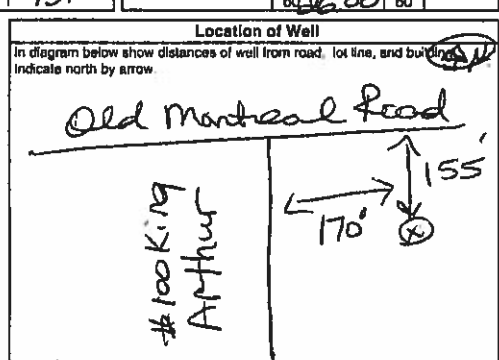 Location of Well
In diagram below show distances of well from road, lot line, and building.
Indicate north by arrow.
N
Old Montreal Road
155'
170'
X
#100 King
Arthur